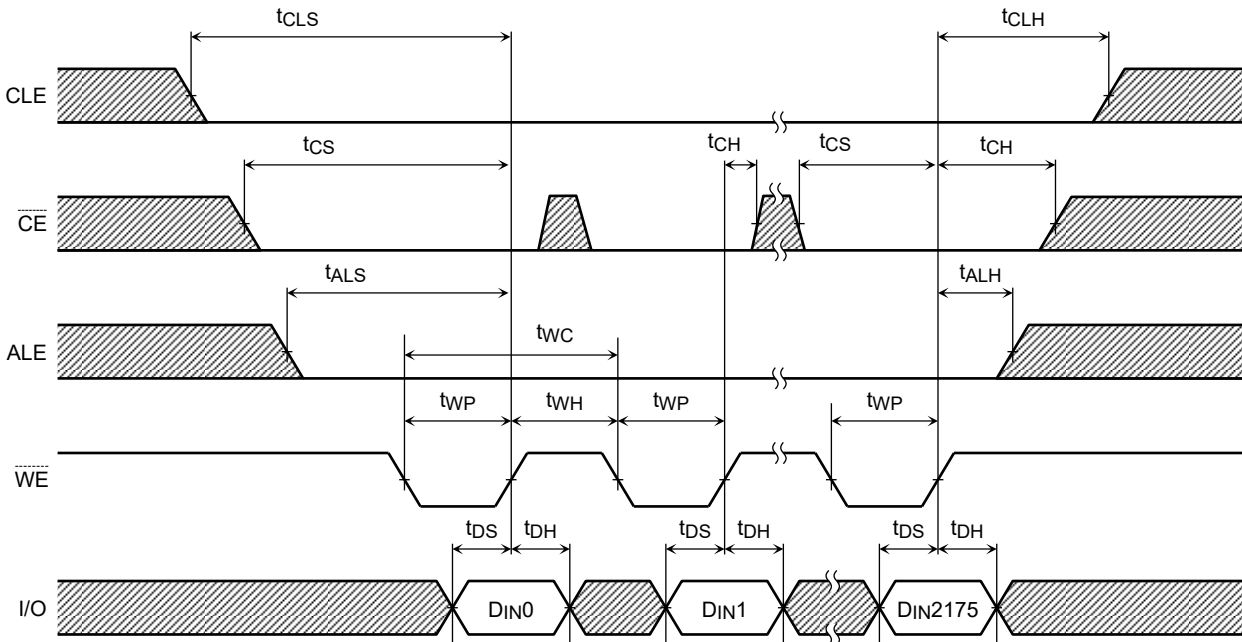 tCLS tCLH
CLE
tCS tCH tCS tCH
CE
tALS tALH
ALE
tWC
tWP tWH tWP tWP
WE
tDS tDH tDS tDH tDS tDH
I/O DIN0 DIN1 DIN2175